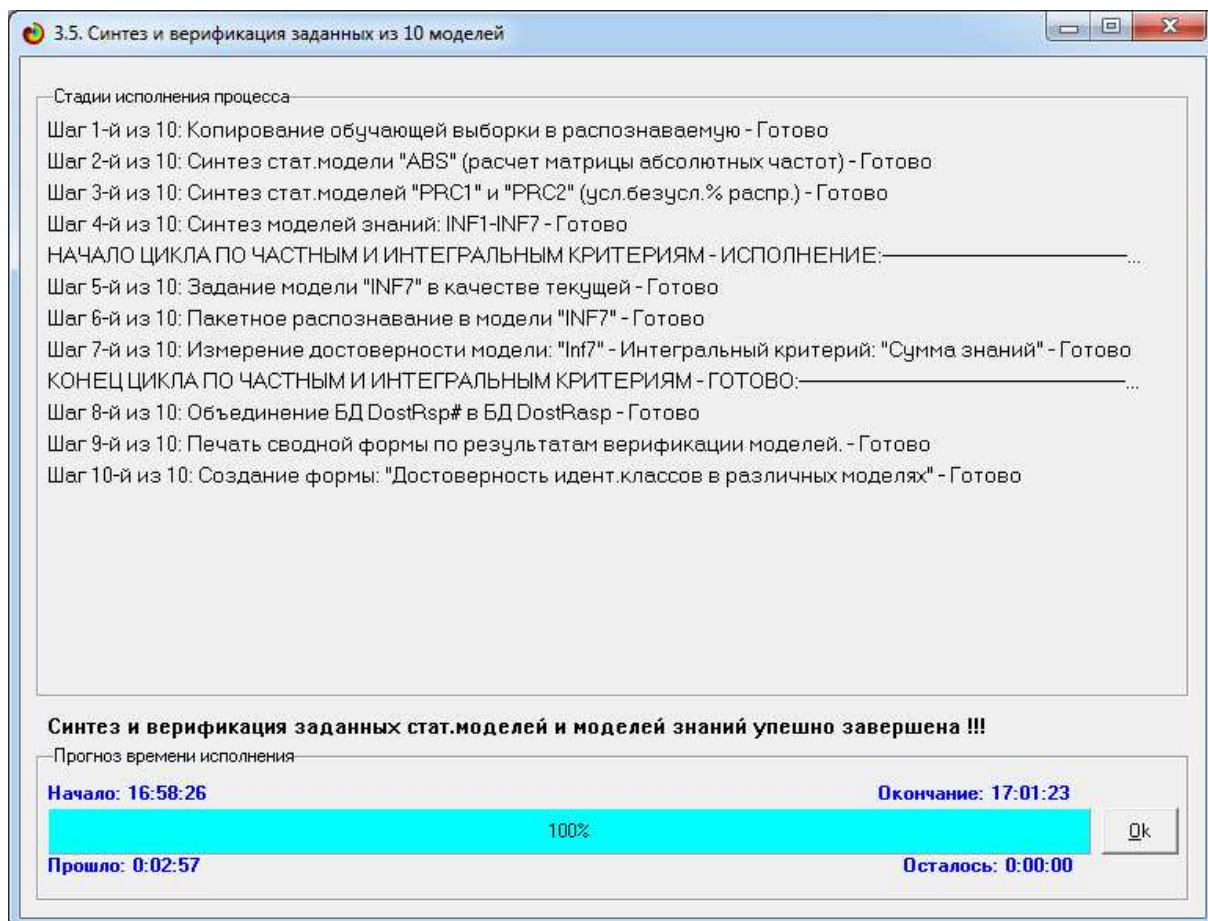 3.5. Синтез и верификация заданных из 10 моделей
Стадии исполнения процесса
Шаг 1-й из 10: Копирование обучающей выборки в распознаваемую - Готово
Шаг 2-й из 10: Синтез стат.модели "ABS" (расчет матрицы абсолютных частот) - Готово
Шаг 3-й из 10: Синтез стат.моделей "PRC1" и "PRC2" (усл.безусл.% распр.) - Готово
Шаг 4-й из 10: Синтез моделей знаний: INF1-INF7 - Готово
НАЧАЛО ЦИКЛА ПО ЧАСТНЫМ И ИНТЕГРАЛЬНЫМ КРИТЕРИЯМ - ИСПОЛНЕНИЕ:——————————...
Шаг 5-й из 10: Задание модели "INF7" в качестве текущей - Готово
Шаг 6-й из 10: Пакетное распознавание в модели "INF7" - Готово
Шаг 7-й из 10: Измерение достоверности модели: "Inf7" - Интегральный критерий: "Сумма знаний" - Готово
КОНЕЦ ЦИКЛА ПО ЧАСТНЫМ И ИНТЕГРАЛЬНЫМ КРИТЕРИЯМ - ГОТОВО:—————————————...
Шаг 8-й из 10: Объединение БД DostRsp# в БД DostRasp - Готово
Шаг 9-й из 10: Печать сводной формы по результатам верификации моделей. - Готово
Шаг 10-й из 10: Создание формы: "Достоверность идент.классов в различных моделях" - Готово
Синтез и верификация заданных стат.моделей и моделей знаний упешно завершена !!!
Прогноз времени исполнения
Начало: 16:58:26 Окончание: 17:01:23
100% Ok
Прошло: 0:02:57 Осталось: 0:00:00